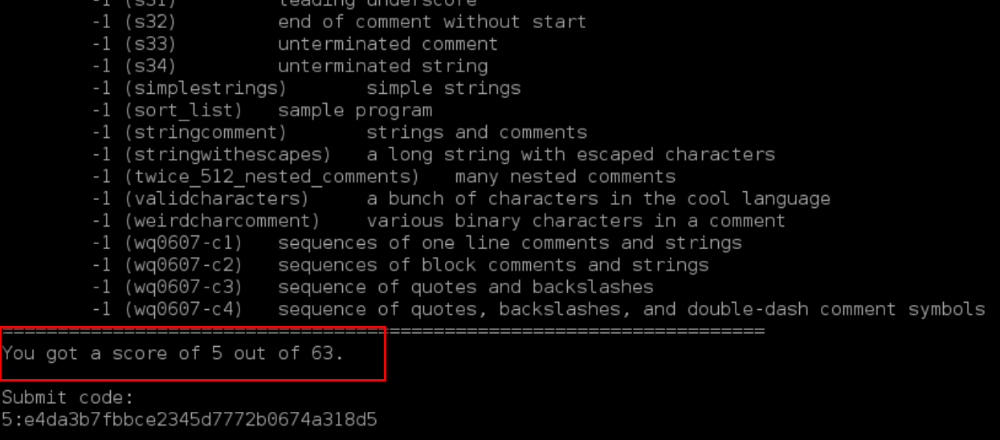 -1 (s31) leading underscore
-1 (s32) end of comment without start
-1 (s33) unterminated comment
-1 (s34) unterminated string
-1 (simplestrings) simple strings
-1 (sort_list) sample program
-1 (stringcomment) strings and comments
-1 (stringwithescapes) a long string with escaped characters
-1 (twice_512_nested_comments) many nested comments
-1 (validcharacters) a bunch of characters in the cool language
-1 (weirdcharcomment) various binary characters in a comment
-1 (wq0607-c1) sequences of one line comments and strings
-1 (wq0607-c2) sequences of block comments and strings
-1 (wq0607-c3) sequence of quotes and backslashes
-1 (wq0607-c4) sequence of quotes, backslashes, and double-dash comment symbols
=====================================================================
You got a score of 5 out of 63.
Submit code:
5:e4da3b7fbbce2345d7772b0674a318d5